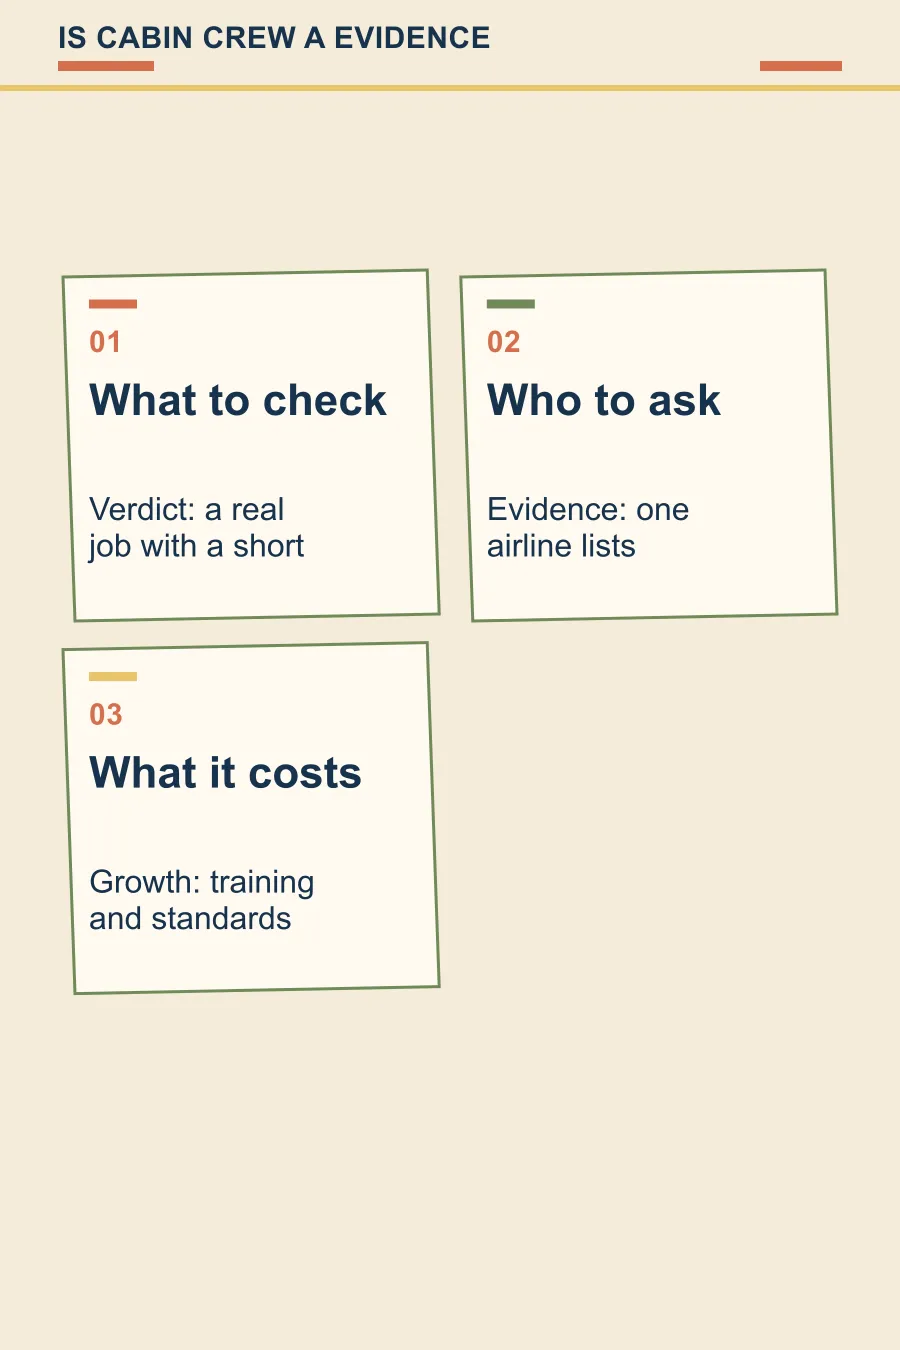 IS CABIN CREW A EVIDENCE
01
What to check
Verdict: a real
job with a short
02
Who to ask
Evidence: one
airline lists
03
What it costs
Growth: training
and standards